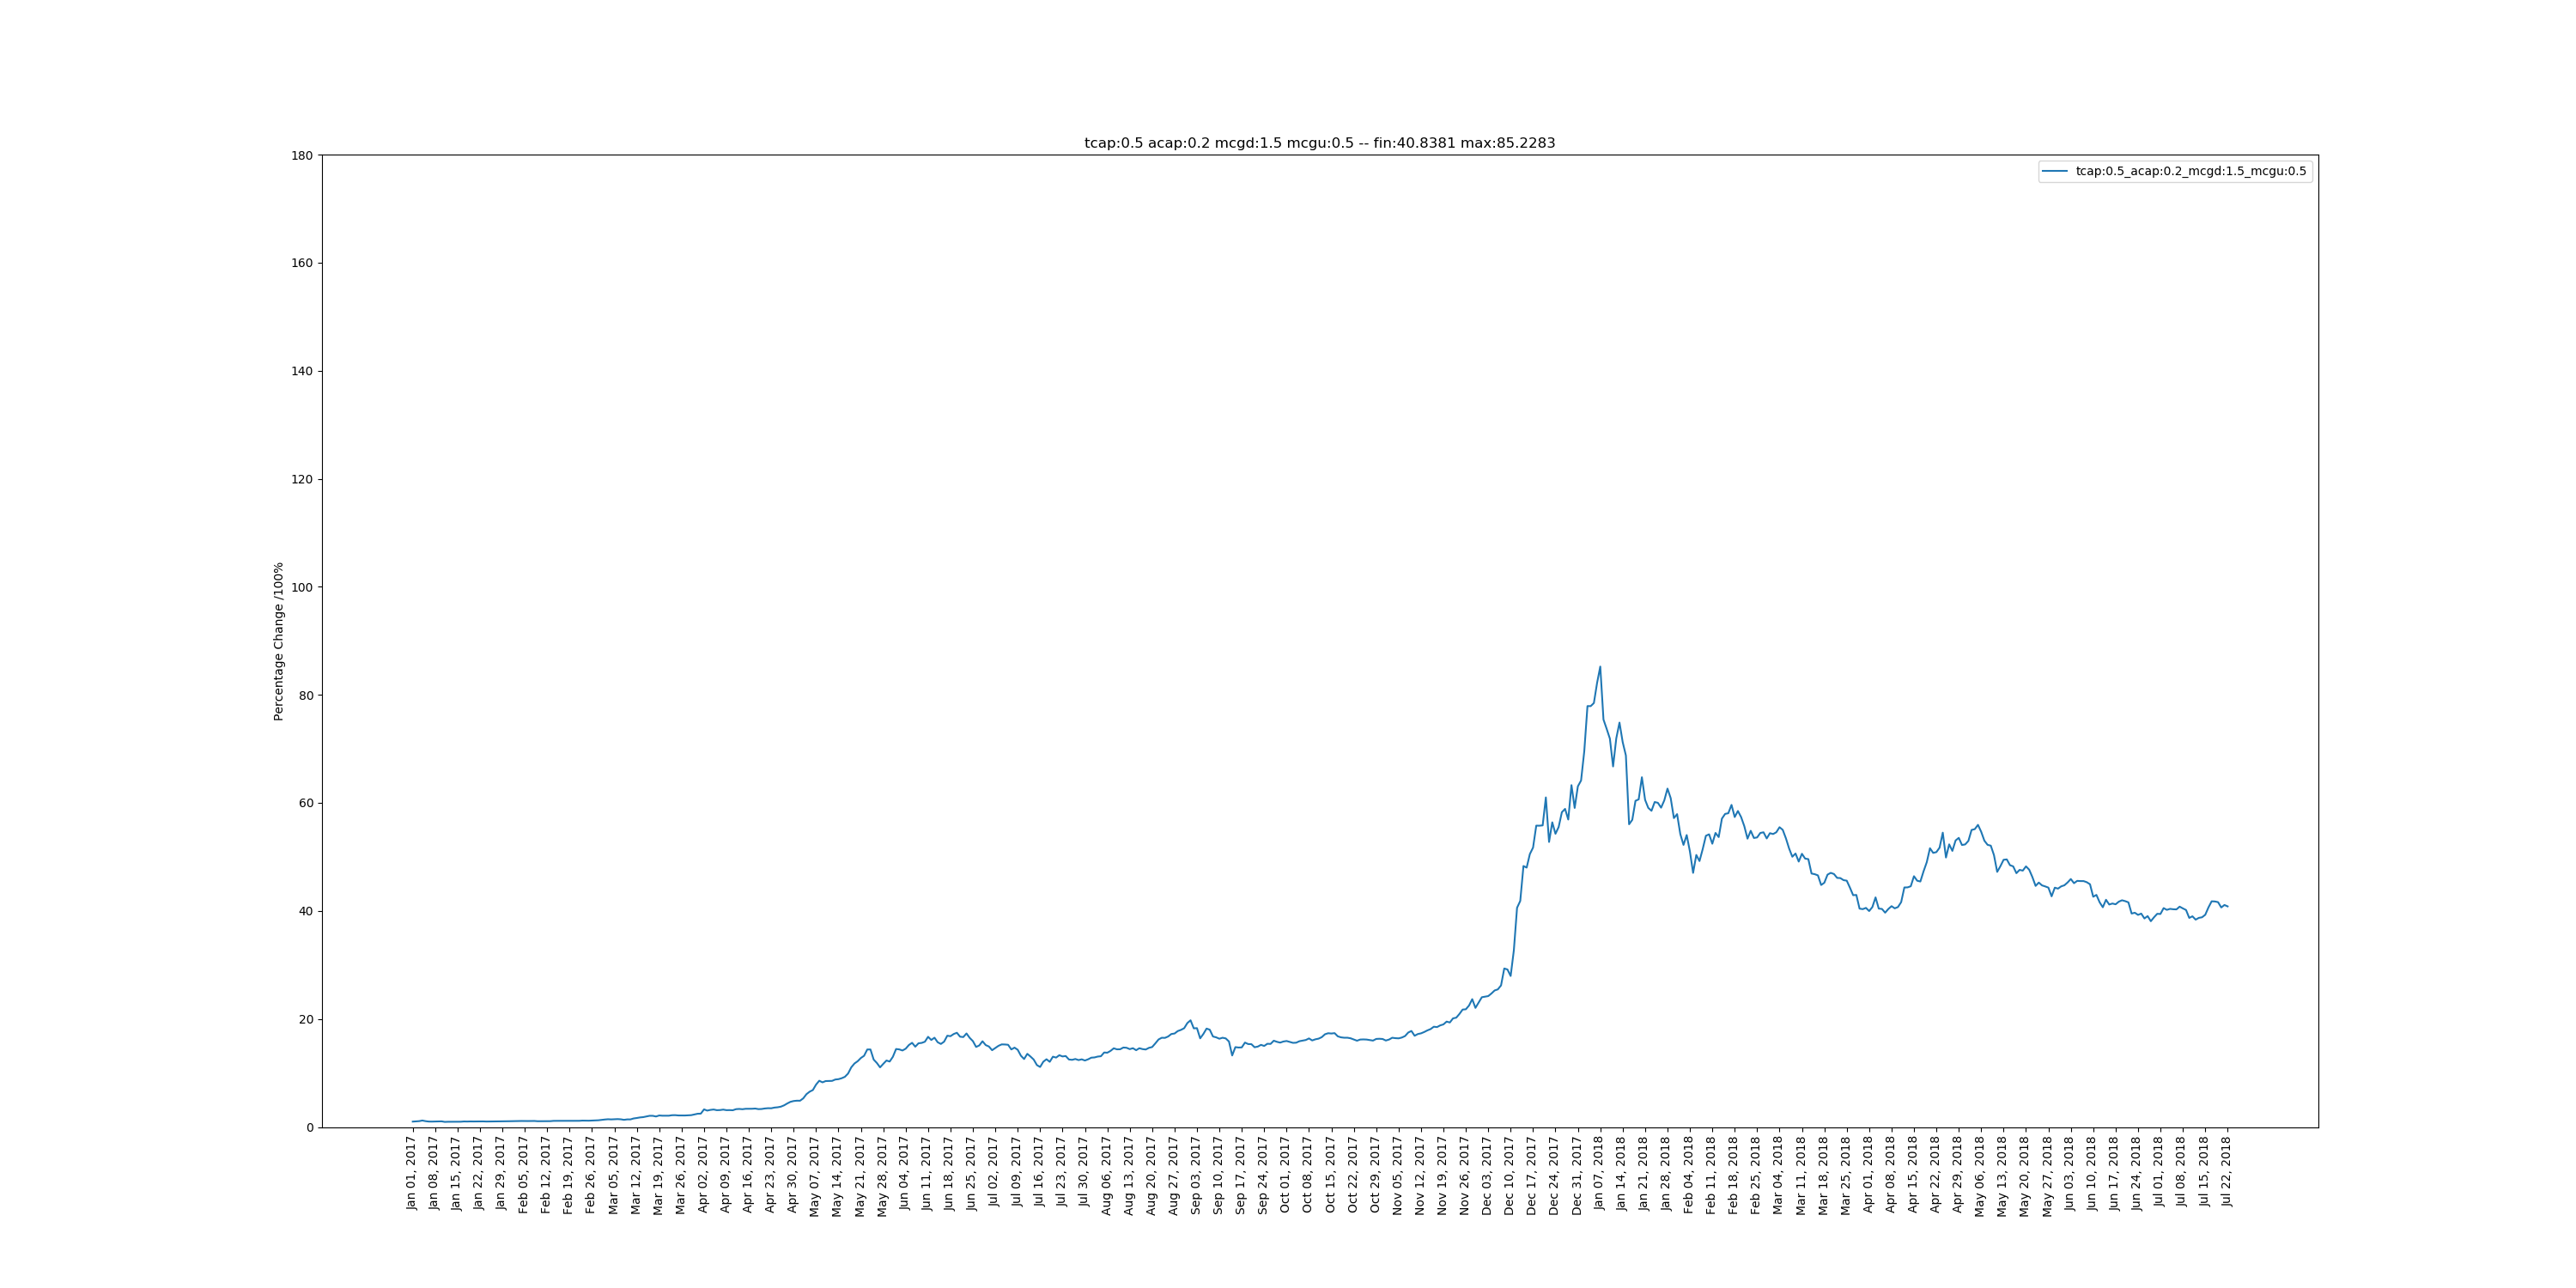 tcap:0.5 acap:0.2 mcgd:1.5 mcgu:0.5 -- fin:40.8381 max:85.2283
tcap:0.5_acap:0.2_mcgd:1.5_mcgu:0.5
Percentage Change /100%
180
160
140
120
100
80
60
40
20
0
Jan 01, 2017
Jan 08, 2017
Jan 15, 2017
Jan 22, 2017
Jan 29, 2017
Feb 05, 2017
Feb 12, 2017
Feb 19, 2017
Feb 26, 2017
Mar 05, 2017
Mar 12, 2017
Mar 19, 2017
Mar 26, 2017
Apr 02, 2017
Apr 09, 2017
Apr 16, 2017
Apr 23, 2017
Apr 30, 2017
May 07, 2017
May 14, 2017
May 21, 2017
May 28, 2017
Jun 04, 2017
Jun 11, 2017
Jun 18, 2017
Jun 25, 2017
Jul 02, 2017
Jul 09, 2017
Jul 16, 2017
Jul 23, 2017
Jul 30, 2017
Aug 06, 2017
Aug 13, 2017
Aug 20, 2017
Aug 27, 2017
Sep 03, 2017
Sep 10, 2017
Sep 17, 2017
Sep 24, 2017
Oct 01, 2017
Oct 08, 2017
Oct 15, 2017
Oct 22, 2017
Oct 29, 2017
Nov 05, 2017
Nov 12, 2017
Nov 19, 2017
Nov 26, 2017
Dec 03, 2017
Dec 10, 2017
Dec 17, 2017
Dec 24, 2017
Dec 31, 2017
Jan 07, 2018
Jan 14, 2018
Jan 21, 2018
Jan 28, 2018
Feb 04, 2018
Feb 11, 2018
Feb 18, 2018
Feb 25, 2018
Mar 04, 2018
Mar 11, 2018
Mar 18, 2018
Mar 25, 2018
Apr 01, 2018
Apr 08, 2018
Apr 15, 2018
Apr 22, 2018
Apr 29, 2018
May 06, 2018
May 13, 2018
May 20, 2018
May 27, 2018
Jun 03, 2018
Jun 10, 2018
Jun 17, 2018
Jun 24, 2018
Jul 01, 2018
Jul 08, 2018
Jul 15, 2018
Jul 22, 2018